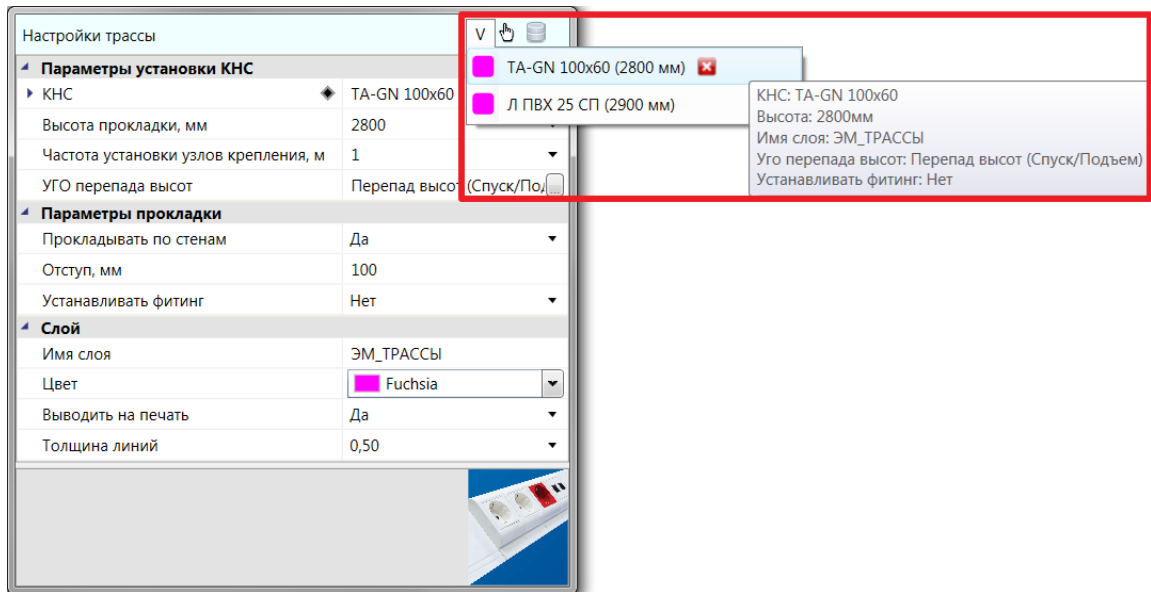 Настройки трассы
V
ТА-GN 100x60 (2800 мм)
Л ПВХ 25 СП (2900 мм)
КНС: ТА-GN 100x60
Высота: 2800мм
Имя слоя: ЭМ_ТРАССЫ
Уго перепада высот: Перепад высот (Спуск/Подъем)
Устанавливать фитинг: Нет
Параметры установки КНС
КНС ТА-GN 100x60
Высота прокладки, мм 2800
Частота установки узлов крепления, м 1
УГО перепада высот Перепад высот (Спуск/Под ...
Параметры прокладки
Прокладывать по стенам Да
Отступ, мм 100
Устанавливать фитинг Нет
Слой
Имя слоя ЭМ_ТРАССЫ
Цвет Fuchsia
Выводить на печать Да
Толщина линий 0,50